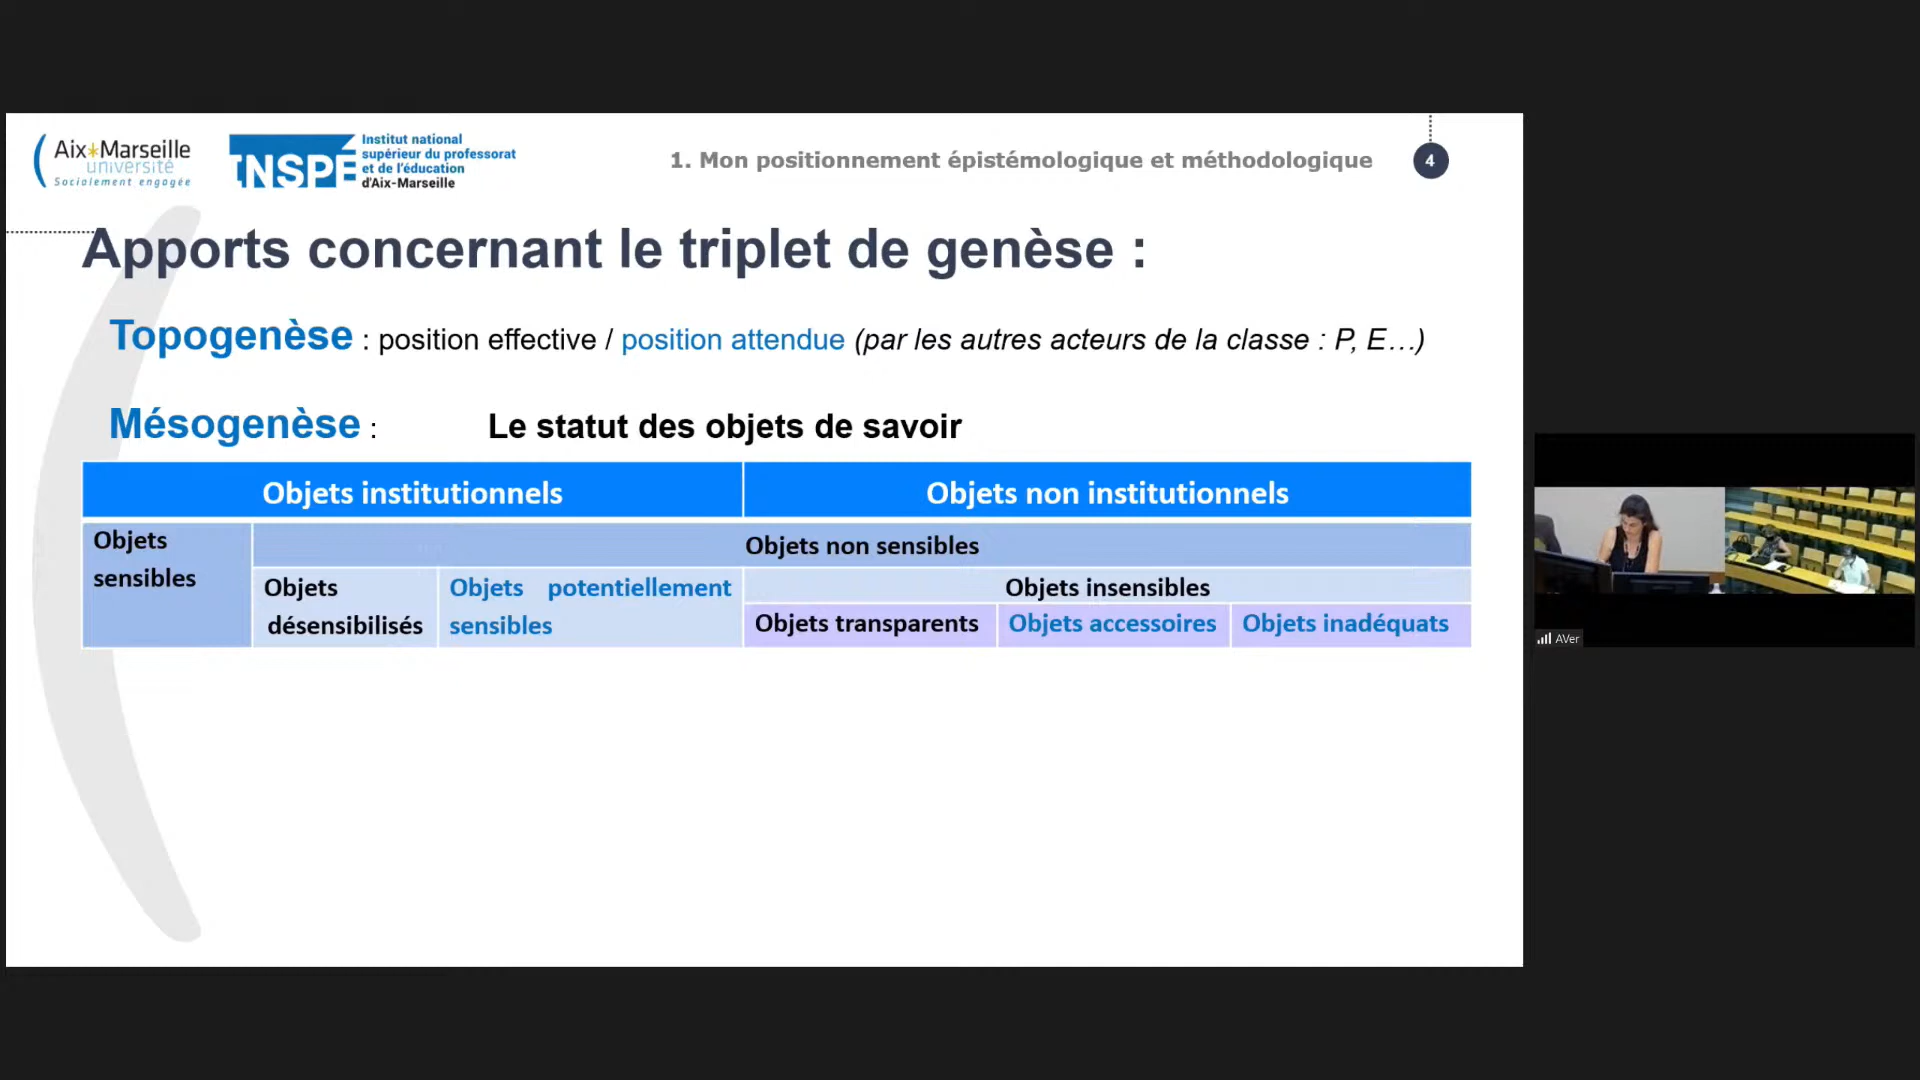 Aix✶Marseille
université
Socialement engagée
INSPÉ
Institut national
supérieur du professorat
et de l'éducation
d'Aix-Marseille
1. Mon positionnement épistémologique et méthodologique
4
Apports concernant le triplet de genèse :
Topogenèse : position effective / position attendue (par les autres acteurs de la classe : P, E…)
Mésogenèse : Le statut des objets de savoir
Objets institutionnels
Objets non institutionnels
Objets
sensibles
Objets non sensibles
Objets
désensibilisés
Objets potentiellement
sensibles
Objets insensibles
Objets transparents
Objets accessoires
Objets inadéquats
AVer